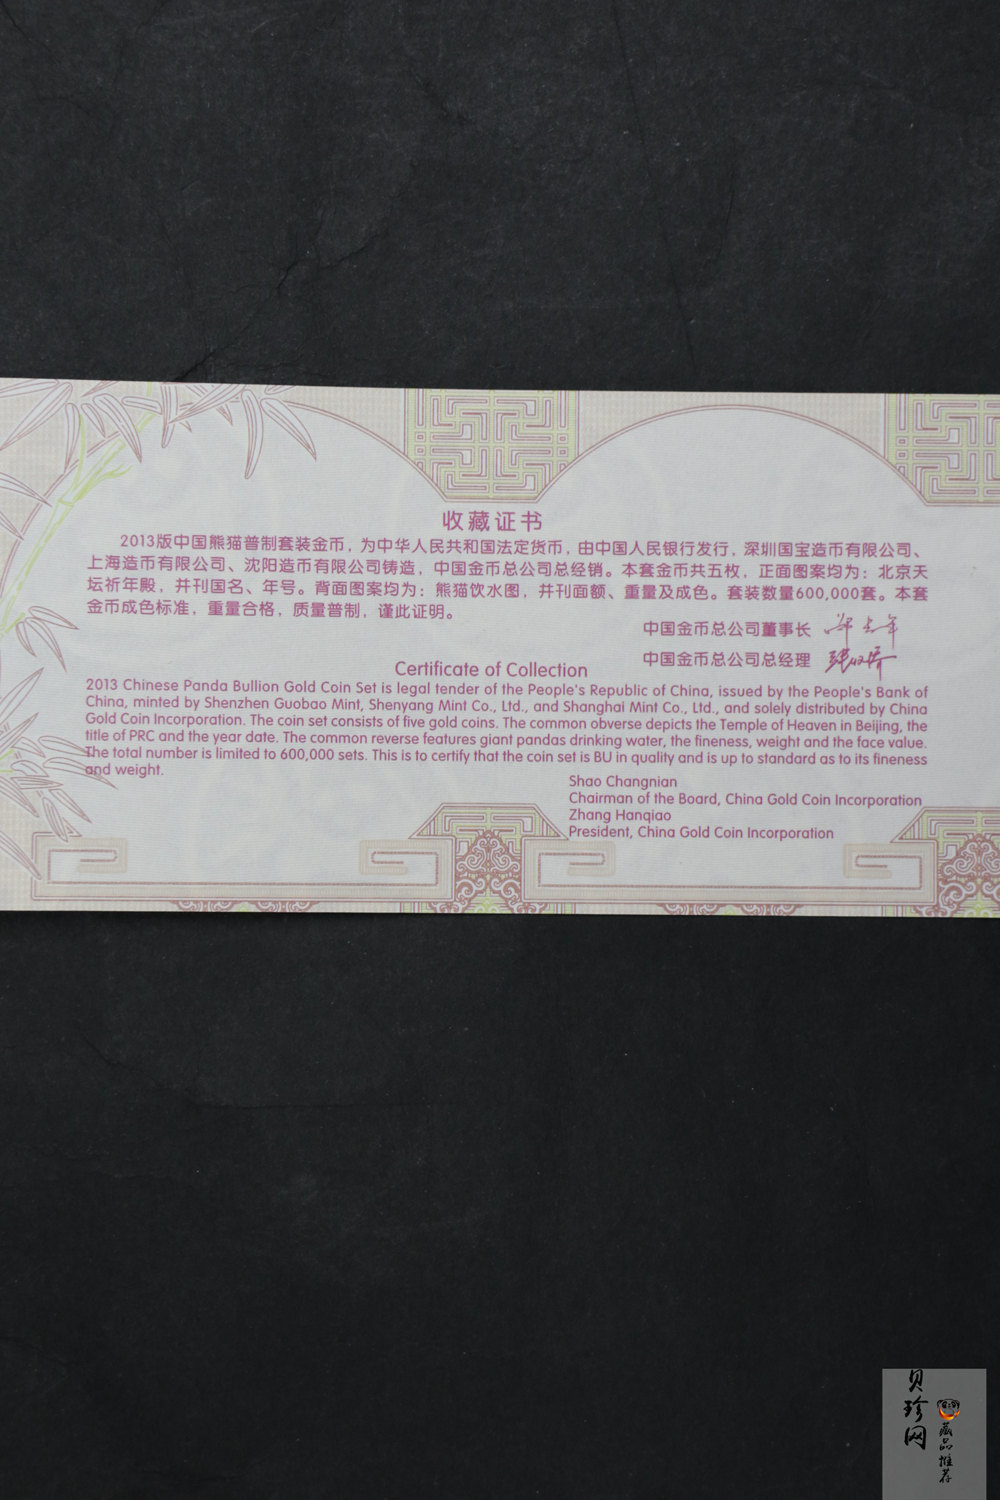 收藏证书
2013版中国熊猫普制套装金币，为中华人民共和国法定货币，由中国人民银行发行，深圳国宝造币有限公司、
上海造币有限公司、沈阳造币有限公司铸造，中国金币总公司总经销。本套金币共五枚，正面图案均为：北京天
坛祈年殿，并刊国名、年号。背面图案均为：熊猫饮水图，并刊面额、重量及成色。套装数量600,000套。本套
金币成色标准，重量合格，质量普制，谨此证明。
中国金币总公司董事长
中国金币总公司总经理
Certificate of Collection
2013 Chinese Panda Bullion Gold Coin Set is legal tender of the People's Republic of China, issued by the People's Bank of
China, minted by Shenzhen Guobao Mint, Shenyang Mint Co., Ltd., and Shanghai Mint Co., Ltd., and solely distributed by China
Gold Coin Incorporation. The coin set consists of five gold coins. The common obverse depicts the Temple of Heaven in Beijing, the
title of PRC and the year date. The common reverse features giant pandas drinking water, the fineness, weight and the face value.
The total number is limited to 600,000 sets. This is to certify that the coin set is BU in quality and is up to standard as to its fineness
and weight.
Shao Changnian
Chairman of the Board, China Gold Coin Incorporation
Zhang Hanqiao
President, China Gold Coin Incorporation
贝珍网
藏品推荐